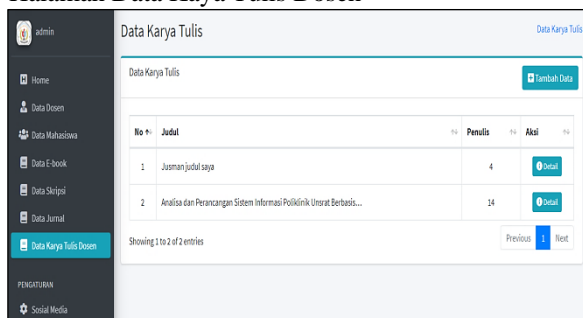 Halaman Data Kaya Tulis Dosen
admin
Data Karya Tulis
Data Karya Tulis
Home
Data Dosen
Data Mahasiswa
Data E-book
Data Skripsi
Data Jurnal
Data Karya Tulis Dosen
PENGATURAN
Sosial Media
Data Karya Tulis
Tambah Data
No Judul Penulis Aksi
1 Jusman judul saya 4 Detail
2 Analisa dan Perancangan Sistem Informasi Poliklinik Unsrat Berbasis... 14 Detail
Showing 1 to 2 of 2 entries
Previous 1 Next